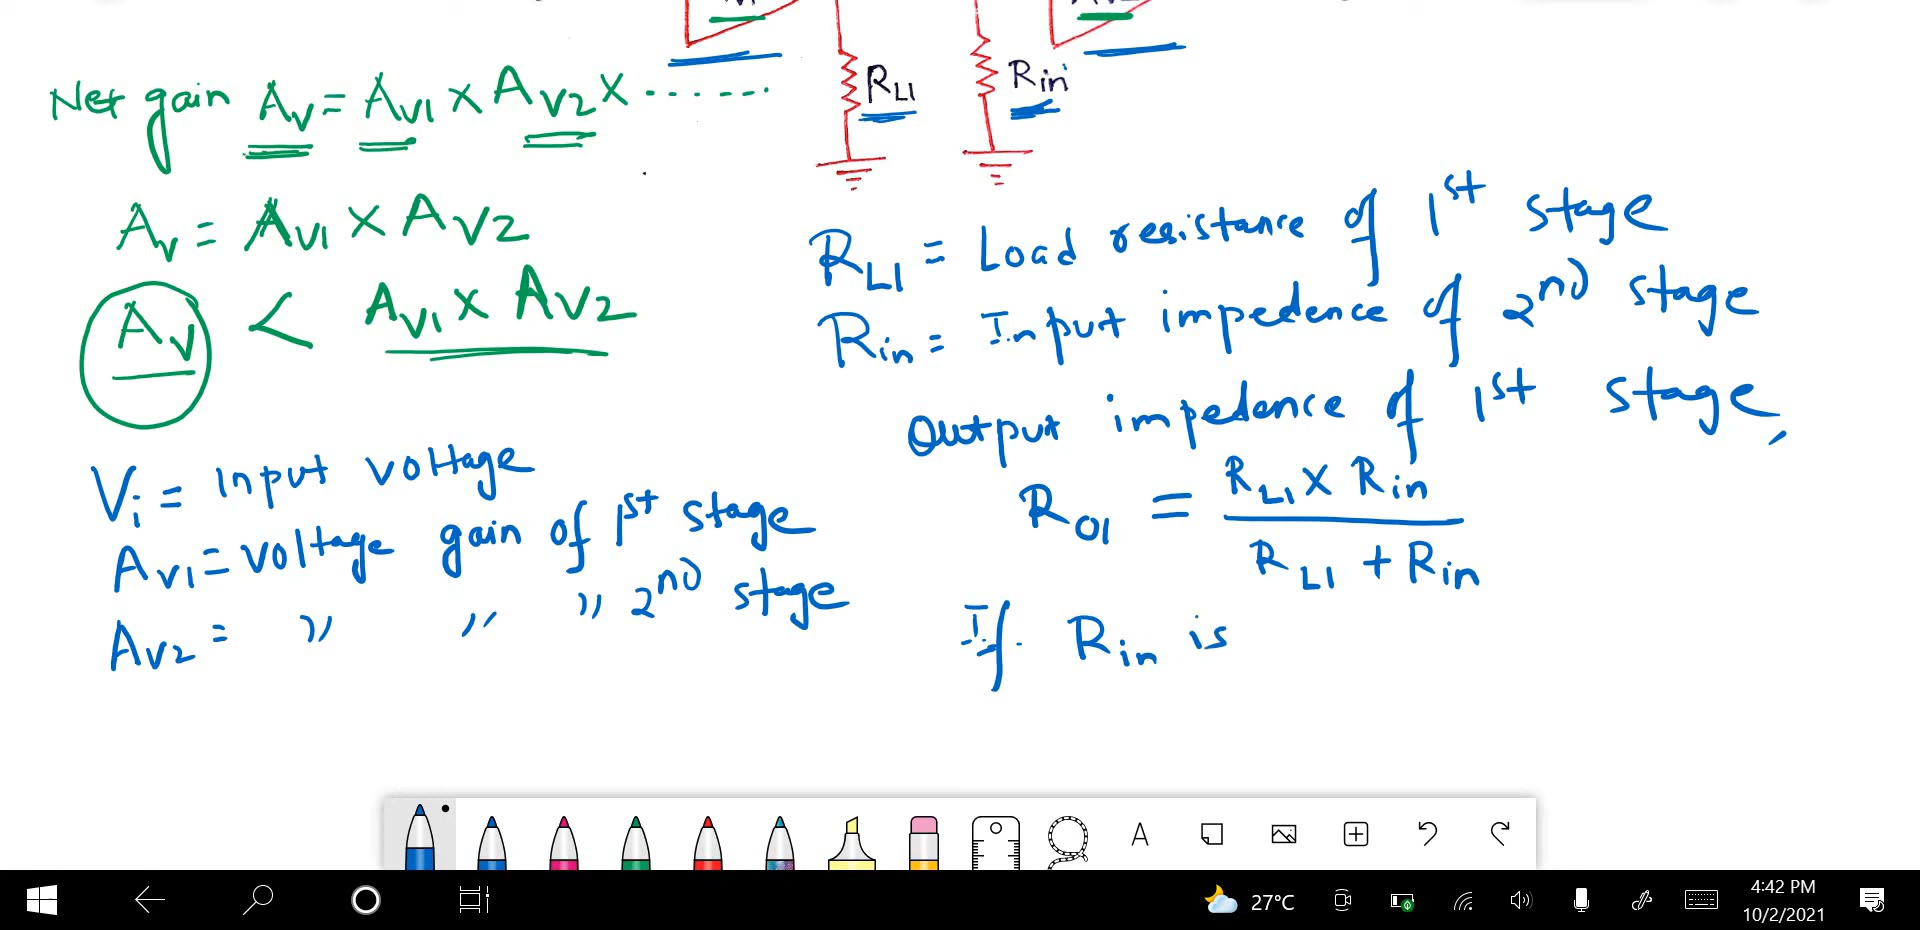 Net gain Av = Av1 x Av2 x .......
RL1
Rin
Av = Av1 x Av2
Av < Av1 x Av2
Vi = Input voltage
Av1 = voltage gain of 1st stage
Av2 = " " " 2nd stage
RL1 = Load resistance of 1st stage
Rin = Input impedence of 2nd stage
Output impedence of 1st stage,
R01 = RL1 x Rin
RL1 + Rin
If Rin is
A
27°C
4:42 PM
10/2/2021